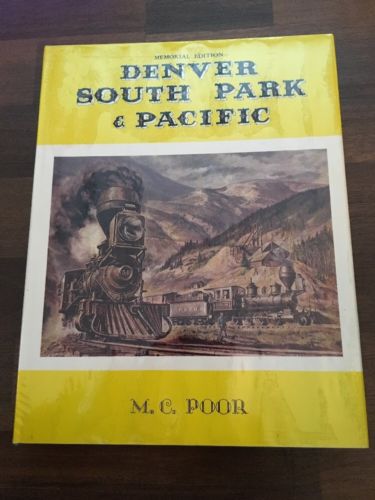 MEMORIAL EDITION
DENVER
SOUTH PARK
& PACIFIC
M. C. POOR